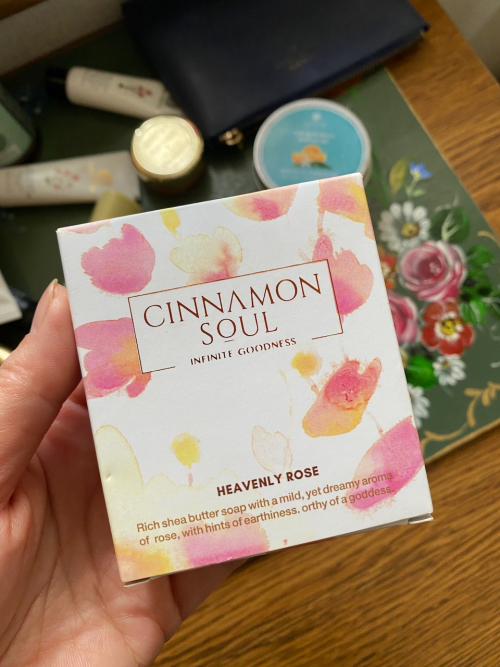 CINNAMON
SOUL
INFINITE GOODNESS
HEAVENLY ROSE
Rich shea butter soap with a mild, yet dreamy aroma
of rose, with hints of earthiness. orthy of a goddess.